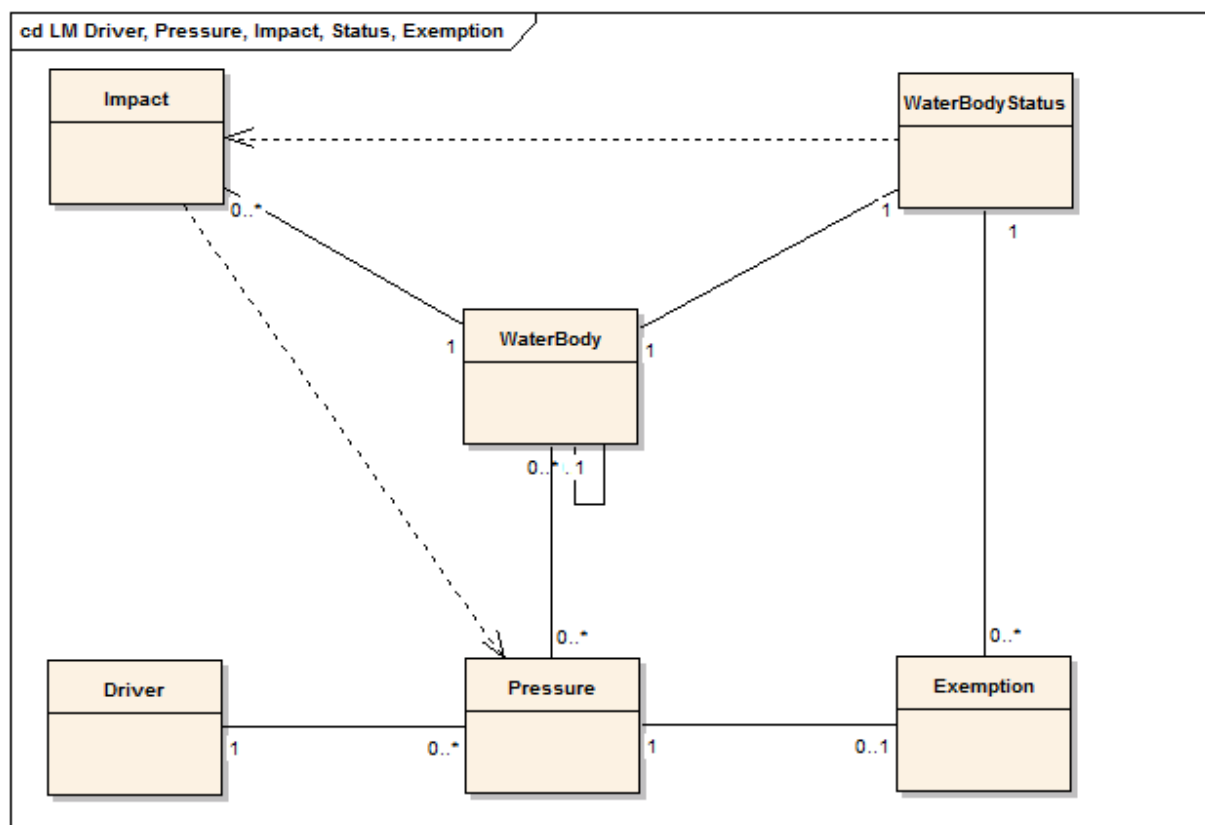 cd LM Driver, Pressure, Impact, Status, Exemption
Impact
WaterBodyStatus
0..*
1
1
WaterBody
1
1
0..*
1
0..*
0..*
Driver
Pressure
Exemption
1
0..*
1
0..1